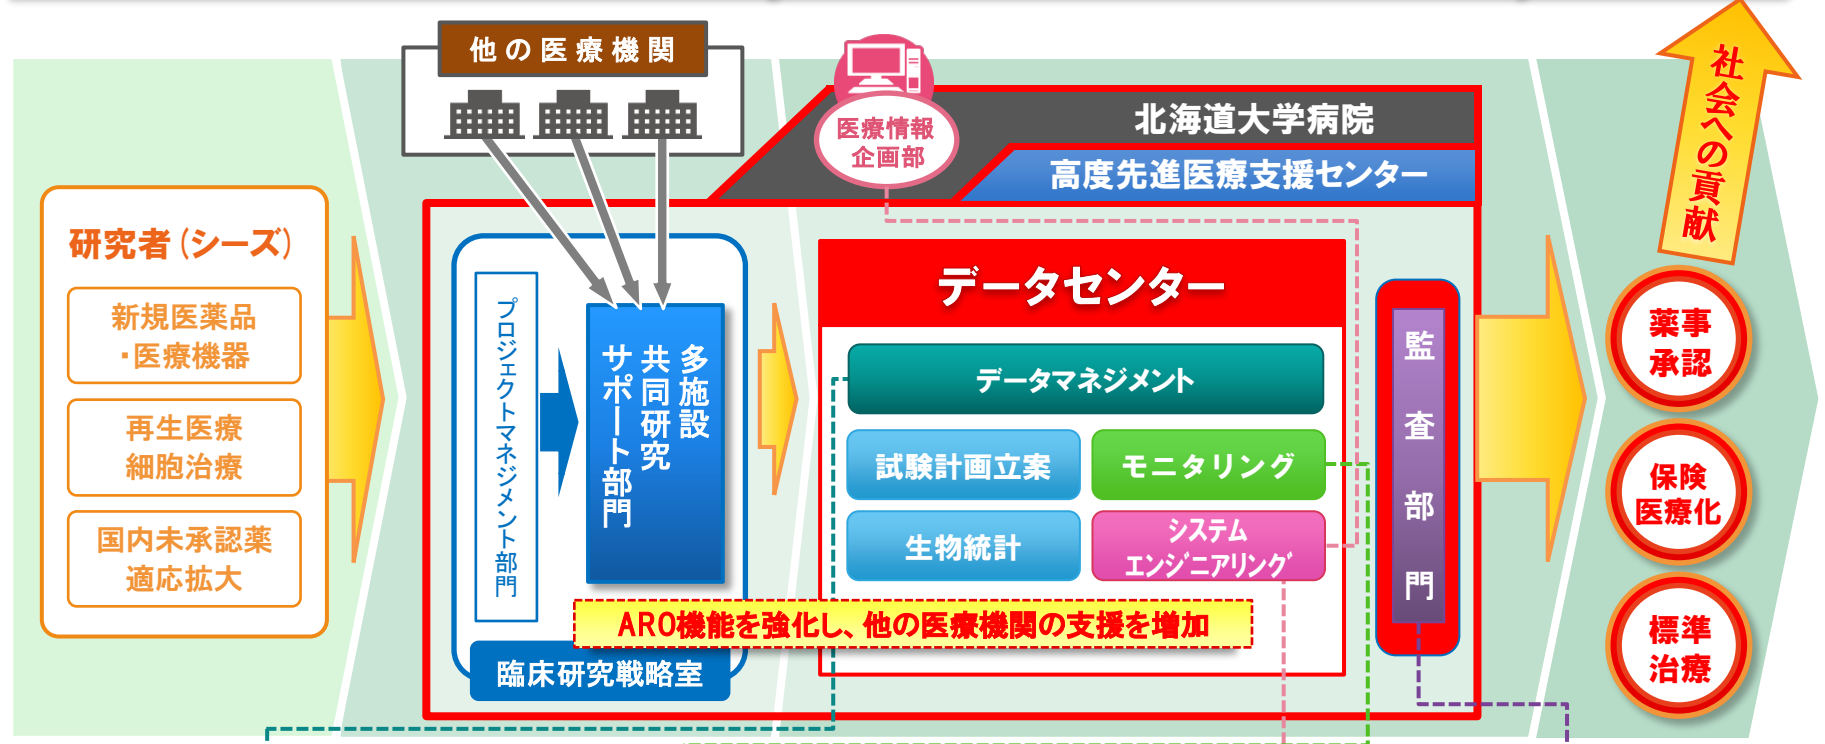 他の医療機関
医療情報
企画部
北海道大学病院
高度先進医療支援センター
社会への貢献
研究者(シーズ)
新規医薬品
・医療機器
再生医療
細胞治療
国内未承認薬
適応拡大
プロジェクトマネジメント部門
多施設
共同研究
サポート部門
臨床研究戦略室
データセンター
データマネジメント
試験計画立案
モニタリング
生物統計
システム
エンジニアリング
ARO機能を強化し、他の医療機関の支援を増加
監査部門
薬事
承認
保険
医療化
標準
治療